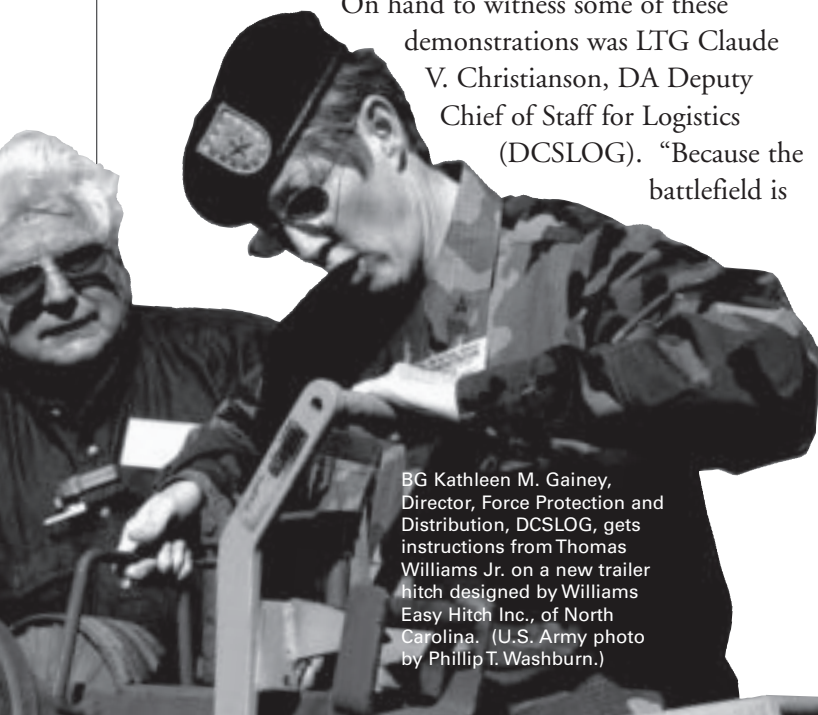 On hand to witness some of these
demonstrations was LTG Claude
V. Christianson, DA Deputy
Chief of Staff for Logistics
(DCSLOG).  “Because the
battlefield is
BG Kathleen M. Gainey,
Director, Force Protection and
Distribution, DCSLOG, gets
instructions from Thomas
Williams Jr. on a new trailer
hitch designed by Williams
Easy Hitch Inc., of North
Carolina.  (U.S. Army photo
by Phillip T. Washburn.)